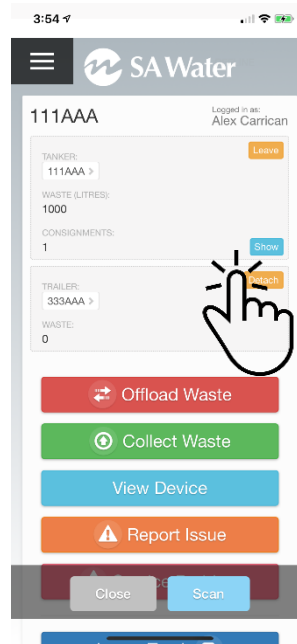 3:54
SA Water
111AAA
Logged in as:
Alex Carrican
TANKER:
Leave
111AAA >
WASTE (LITRES):
1000
CONSIGNMENTS:
1
Show
TRAILER:
Detach
333AAA >
WASTE:
0
Offload Waste
Collect Waste
View Device
Report Issue
Close
Scan